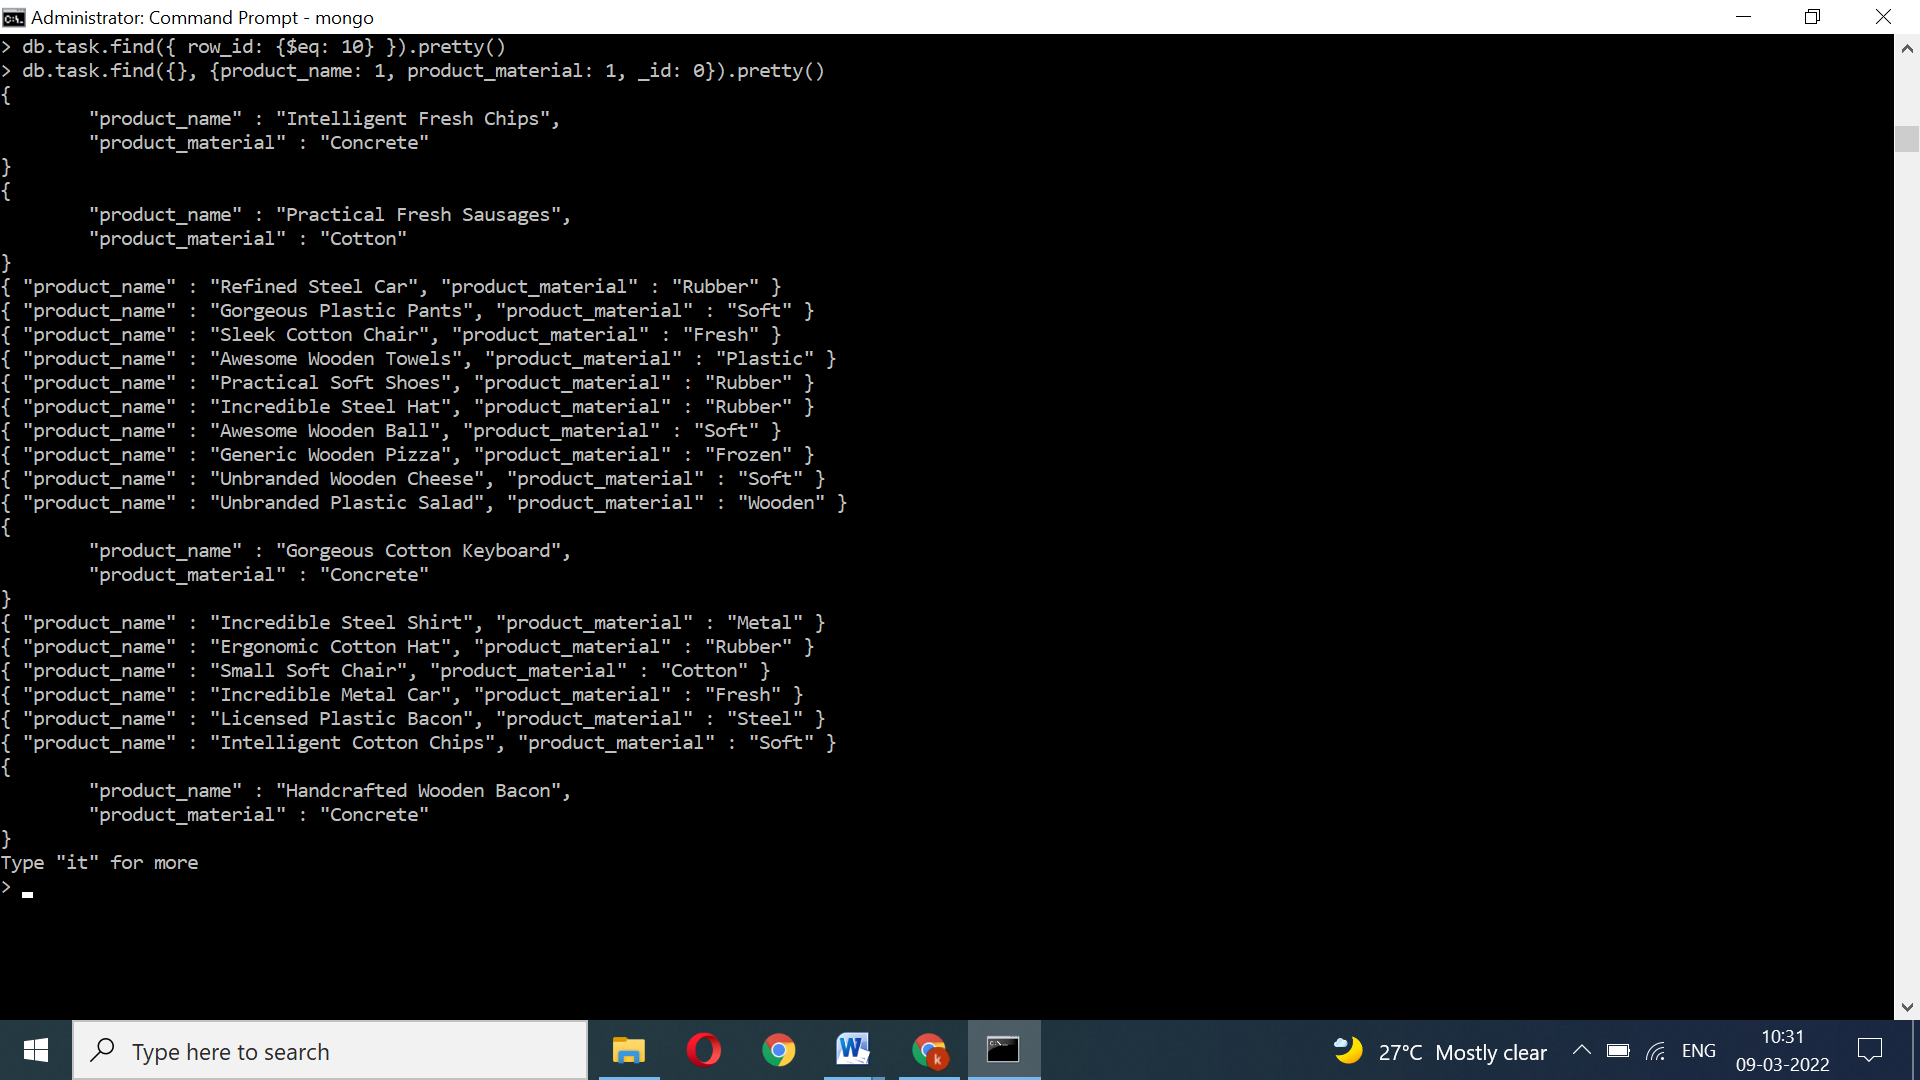 Administrator: Command Prompt - mongo
> db.task.find({ row_id: {$eq: 10} }).pretty()
> db.task.find({}, {product_name: 1, product_material: 1, _id: 0}).pretty()
{
        "product_name" : "Intelligent Fresh Chips",
        "product_material" : "Concrete"
}
{
        "product_name" : "Practical Fresh Sausages",
        "product_material" : "Cotton"
}
{ "product_name" : "Refined Steel Car", "product_material" : "Rubber" }
{ "product_name" : "Gorgeous Plastic Pants", "product_material" : "Soft" }
{ "product_name" : "Sleek Cotton Chair", "product_material" : "Fresh" }
{ "product_name" : "Awesome Wooden Towels", "product_material" : "Plastic" }
{ "product_name" : "Practical Soft Shoes", "product_material" : "Rubber" }
{ "product_name" : "Incredible Steel Hat", "product_material" : "Rubber" }
{ "product_name" : "Awesome Wooden Ball", "product_material" : "Soft" }
{ "product_name" : "Generic Wooden Pizza", "product_material" : "Frozen" }
{ "product_name" : "Unbranded Wooden Cheese", "product_material" : "Soft" }
{ "product_name" : "Unbranded Plastic Salad", "product_material" : "Wooden" }
{
        "product_name" : "Gorgeous Cotton Keyboard",
        "product_material" : "Concrete"
}
{ "product_name" : "Incredible Steel Shirt", "product_material" : "Metal" }
{ "product_name" : "Ergonomic Cotton Hat", "product_material" : "Rubber" }
{ "product_name" : "Small Soft Chair", "product_material" : "Cotton" }
{ "product_name" : "Incredible Metal Car", "product_material" : "Fresh" }
{ "product_name" : "Licensed Plastic Bacon", "product_material" : "Steel" }
{ "product_name" : "Intelligent Cotton Chips", "product_material" : "Soft" }
{
        "product_name" : "Handcrafted Wooden Bacon",
        "product_material" : "Concrete"
}
Type "it" for more
>
Type here to search
27°C Mostly clear
ENG
10:31
09-03-2022